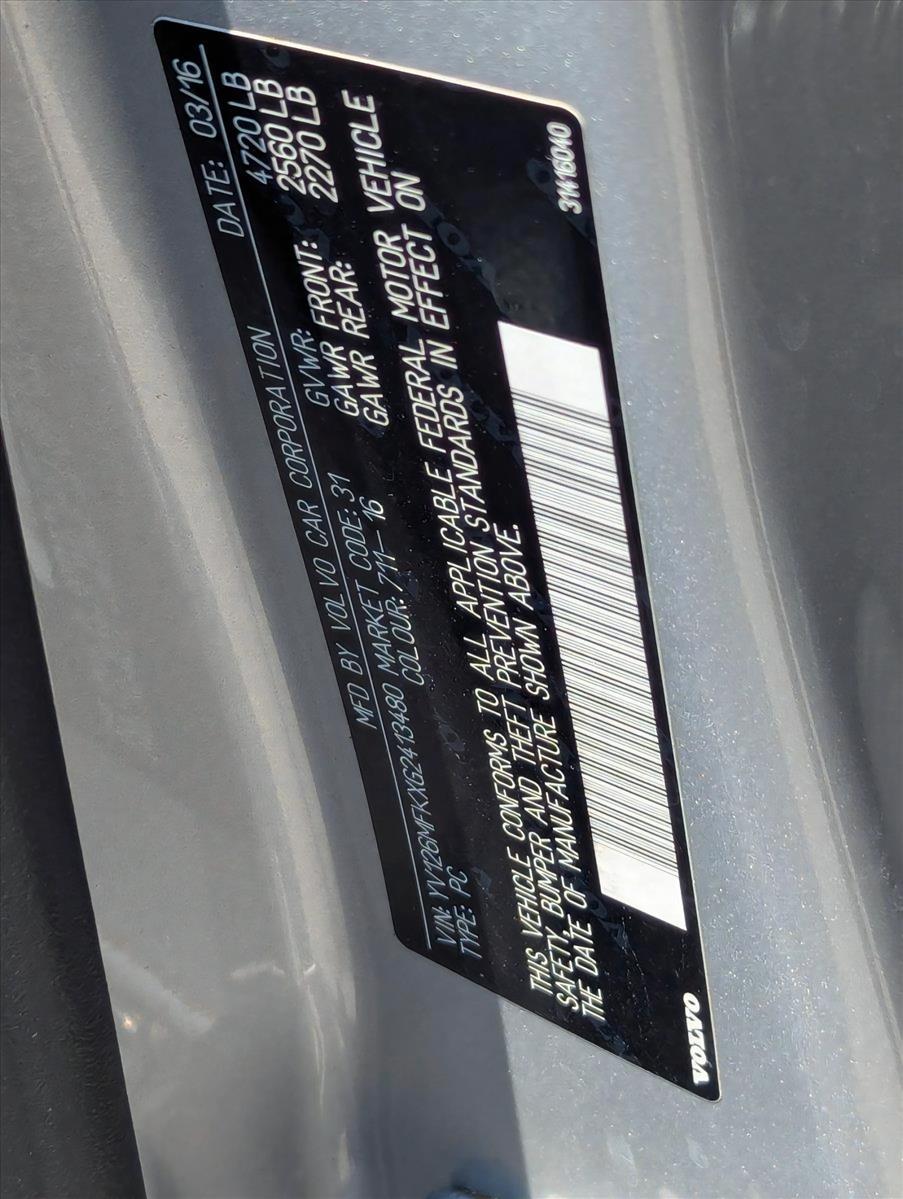 MFD BY VOLVO CAR CORPORATION DATE: 03/16
VIN: YV126MFKXG2413480 MARKET CODE: 31 GVWR: 4720 LB
TYPE: PC COLOUR: 711-16 GAWR FRONT: 2560 LB
GAWR REAR: 2270 LB
THIS VEHICLE CONFORMS TO ALL APPLICABLE FEDERAL MOTOR VEHICLE
SAFETY, BUMPER AND THEFT PREVENTION STANDARDS IN EFFECT ON
THE DATE OF MANUFACTURE SHOWN ABOVE.
VOLVO 31416040